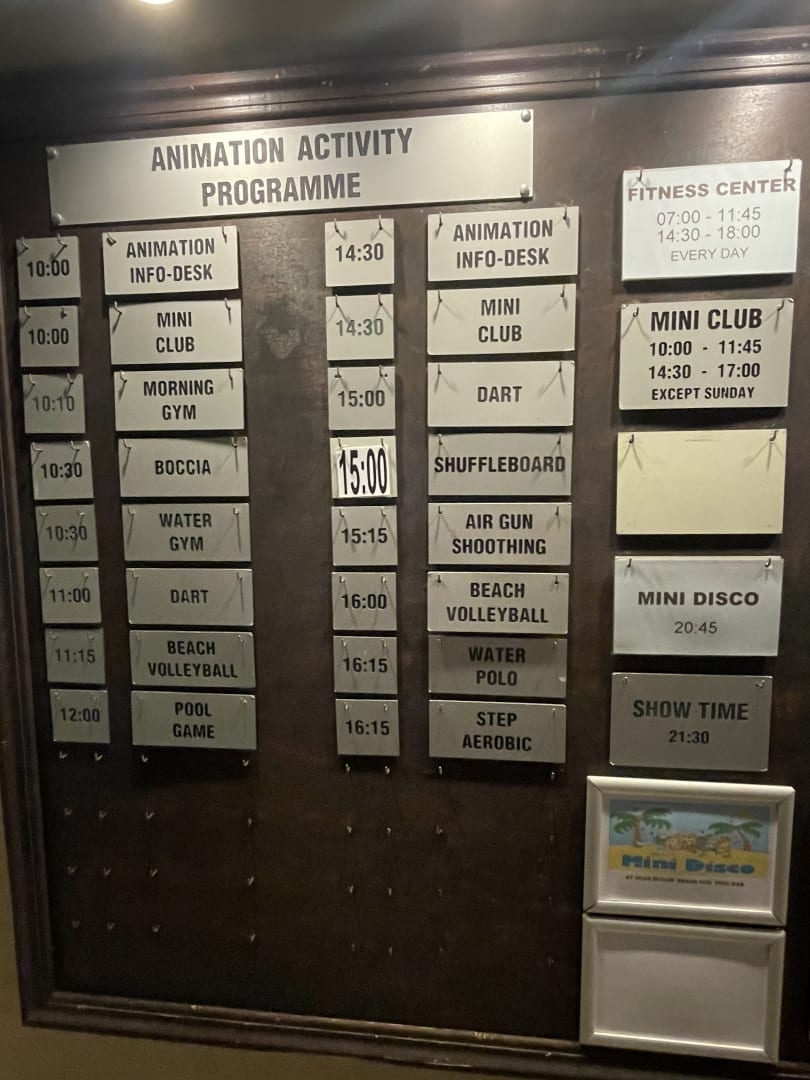 ANIMATION ACTIVITY
PROGRAMME
10:00
ANIMATION
INFO-DESK
10:00
MINI
CLUB
10:10
MORNING
GYM
10:30
BOCCIA
10:30
WATER
GYM
11:00
DART
11:15
BEACH
VOLLEYBALL
12:00
POOL
GAME
14:30
ANIMATION
INFO-DESK
14:30
MINI
CLUB
15:00
DART
15:00
SHUFFLEBOARD
15:15
AIR GUN
SHOOTHING
16:00
BEACH
VOLLEYBALL
16:15
WATER
POLO
16:15
STEP
AEROBIC
FITNESS CENTER
07:00 - 11:45
14:30 - 18:00
EVERY DAY
MINI CLUB
10:00 - 11:45
14:30 - 17:00
EXCEPT SUNDAY
MINI DISCO
20:45
SHOW TIME
21:30
Mini Disco